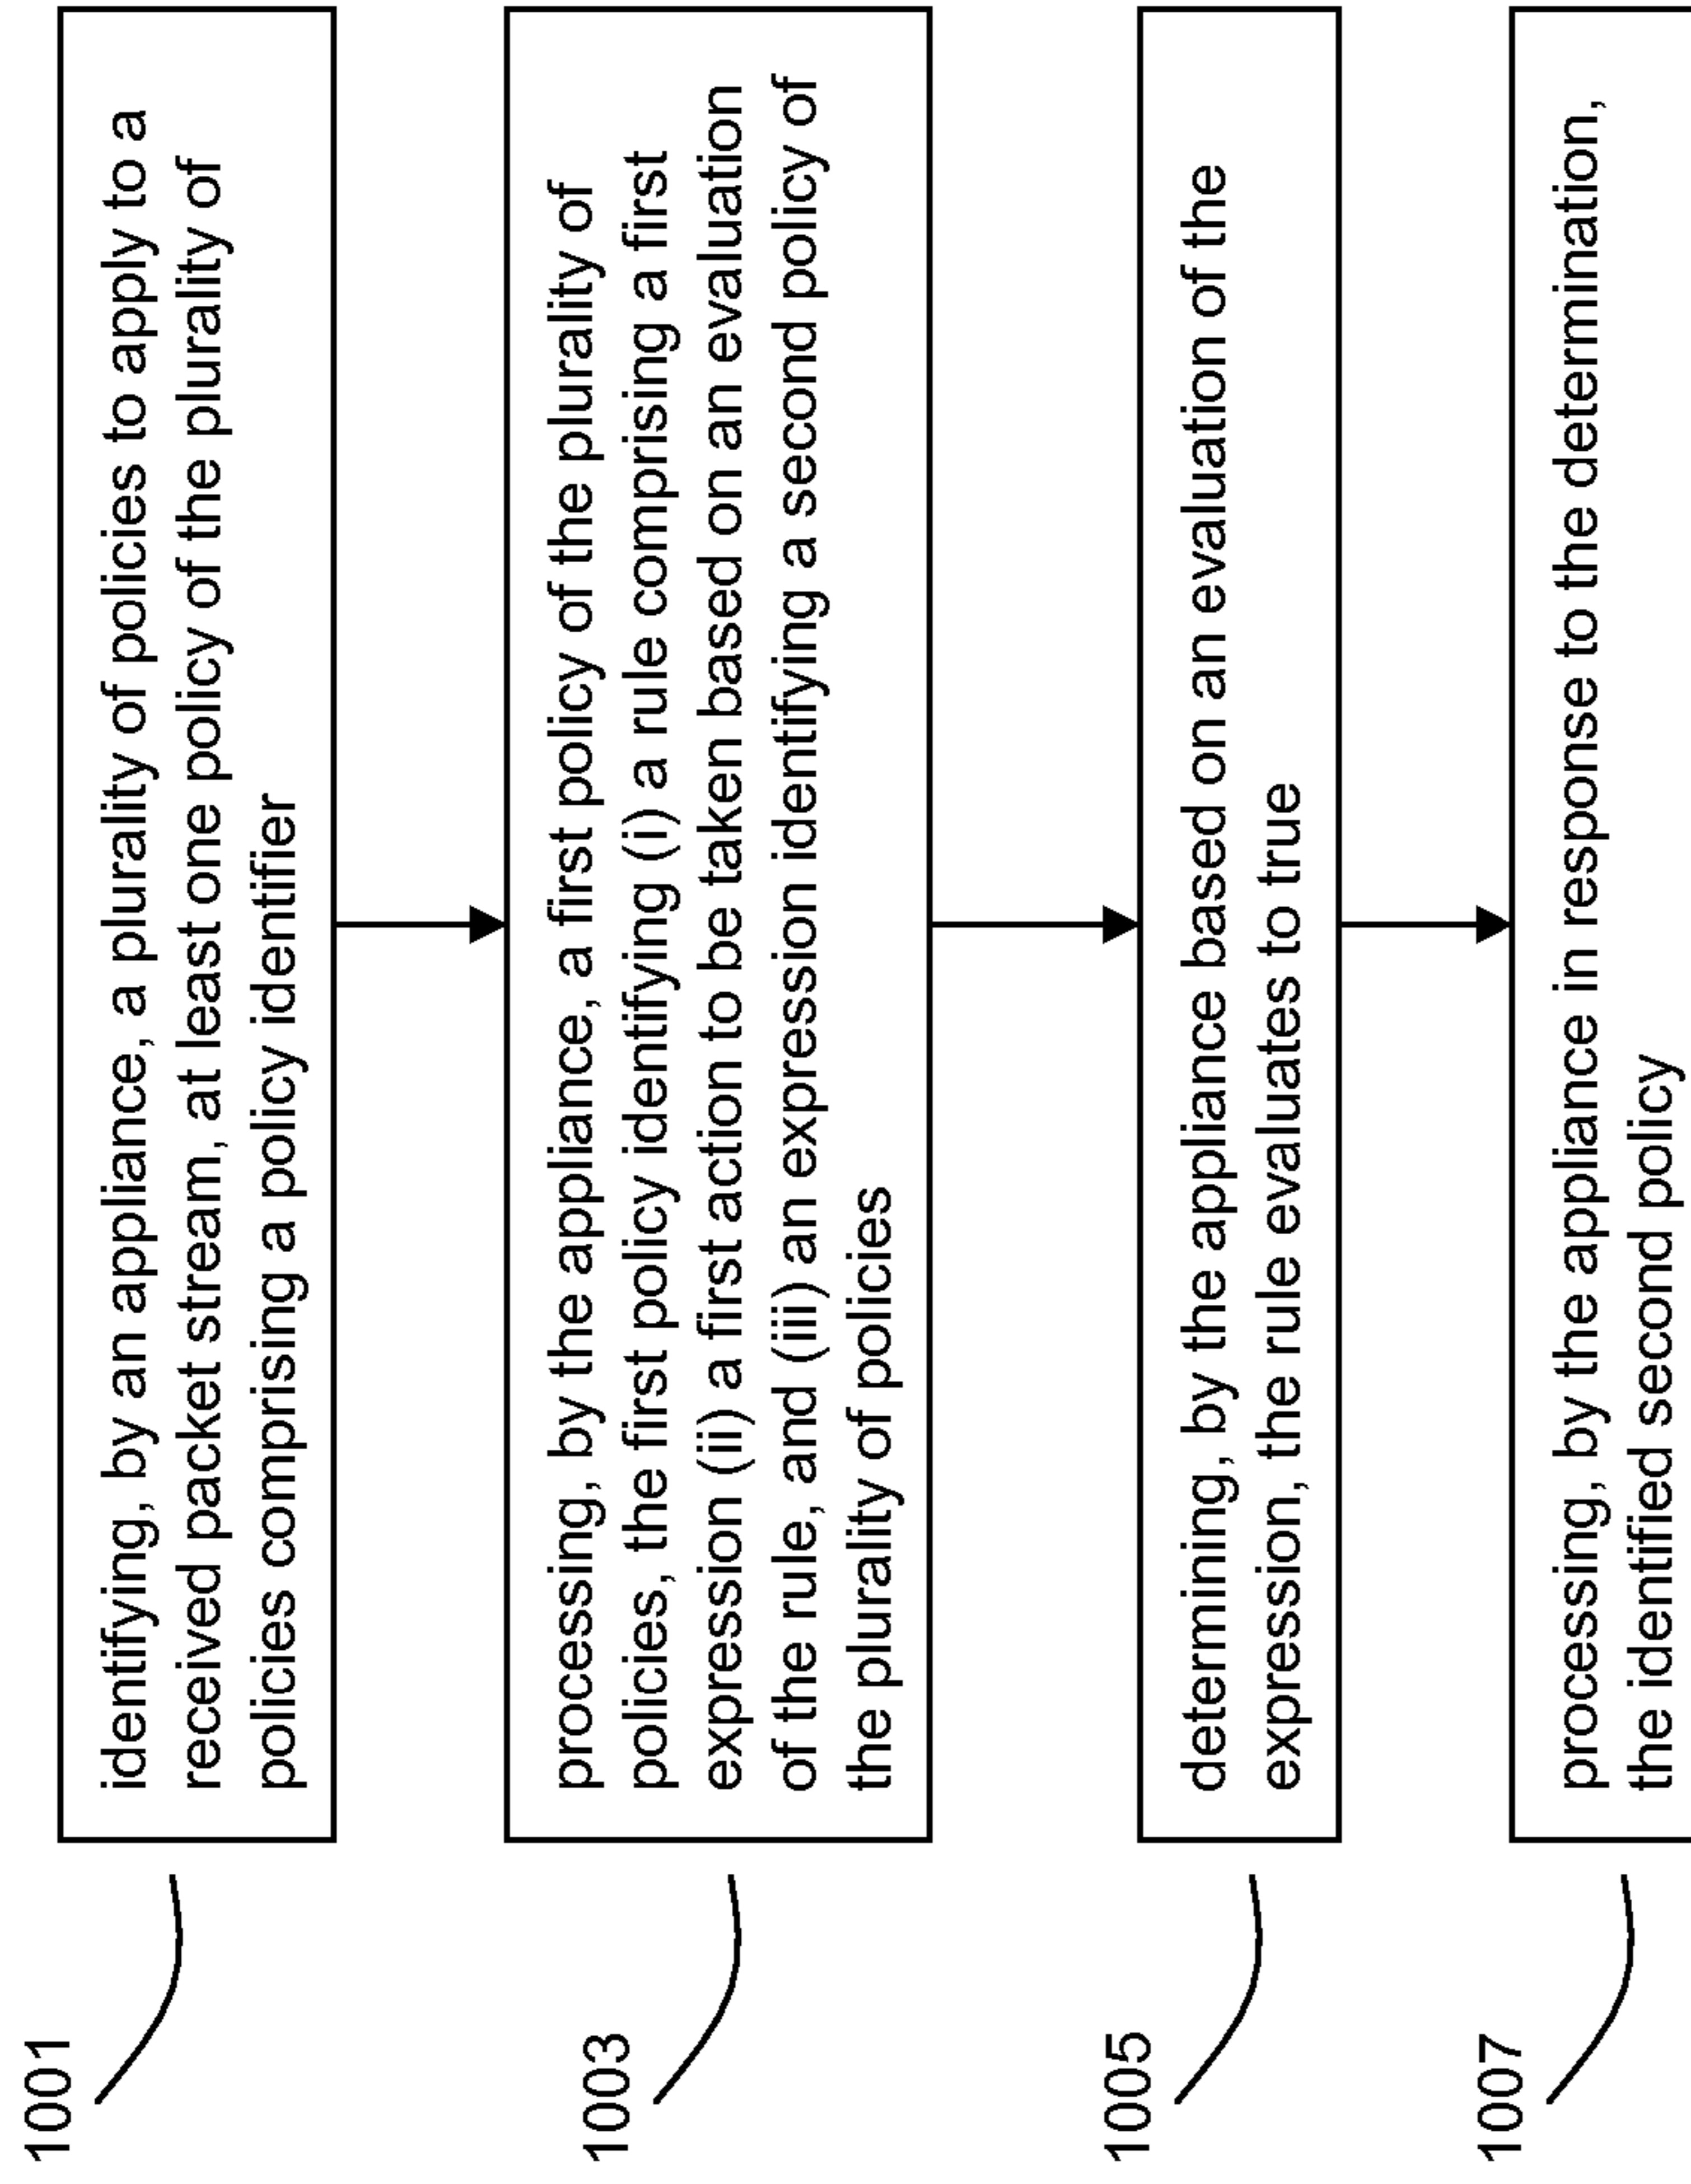 1001
identifying, by an appliance, a plurality of policies to apply to a
received packet stream, at least one policy of the plurality of
policies comprising a policy identifier
1003
processing, by the appliance, a first policy of the plurality of
policies, the first policy identifying (i) a rule comprising a first
expression (ii) a first action to be taken based on an evaluation
of the rule, and (iii) an expression identifying a second policy of
the plurality of policies
1005
determining, by the appliance based on an evaluation of the
expression, the rule evaluates to true
1007
processing, by the appliance in response to the determination,
the identified second policy